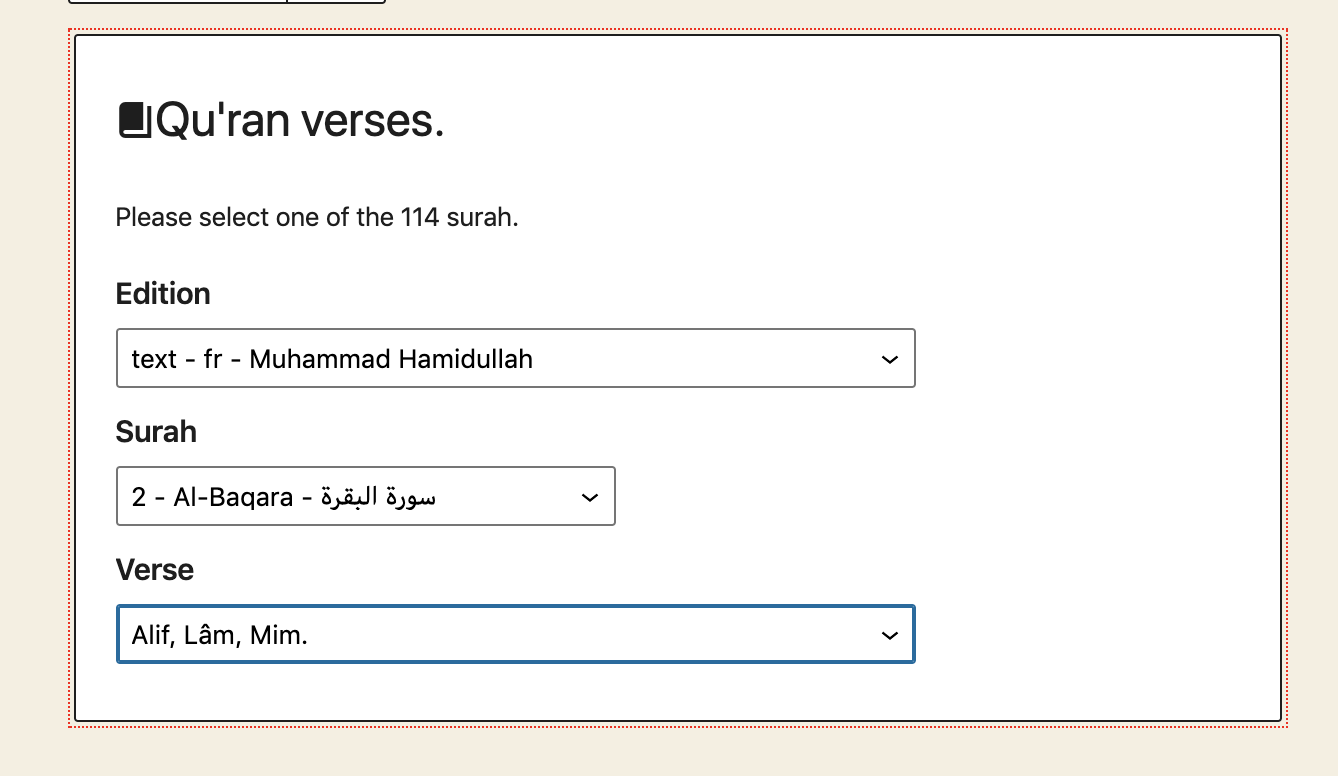 Qu'ran verses.
Please select one of the 114 surah.
Edition
text - fr - Muhammad Hamidullah
Surah
2 - Al-Baqara - سورة البقرة
Verse
Alif, Lâm, Mim.